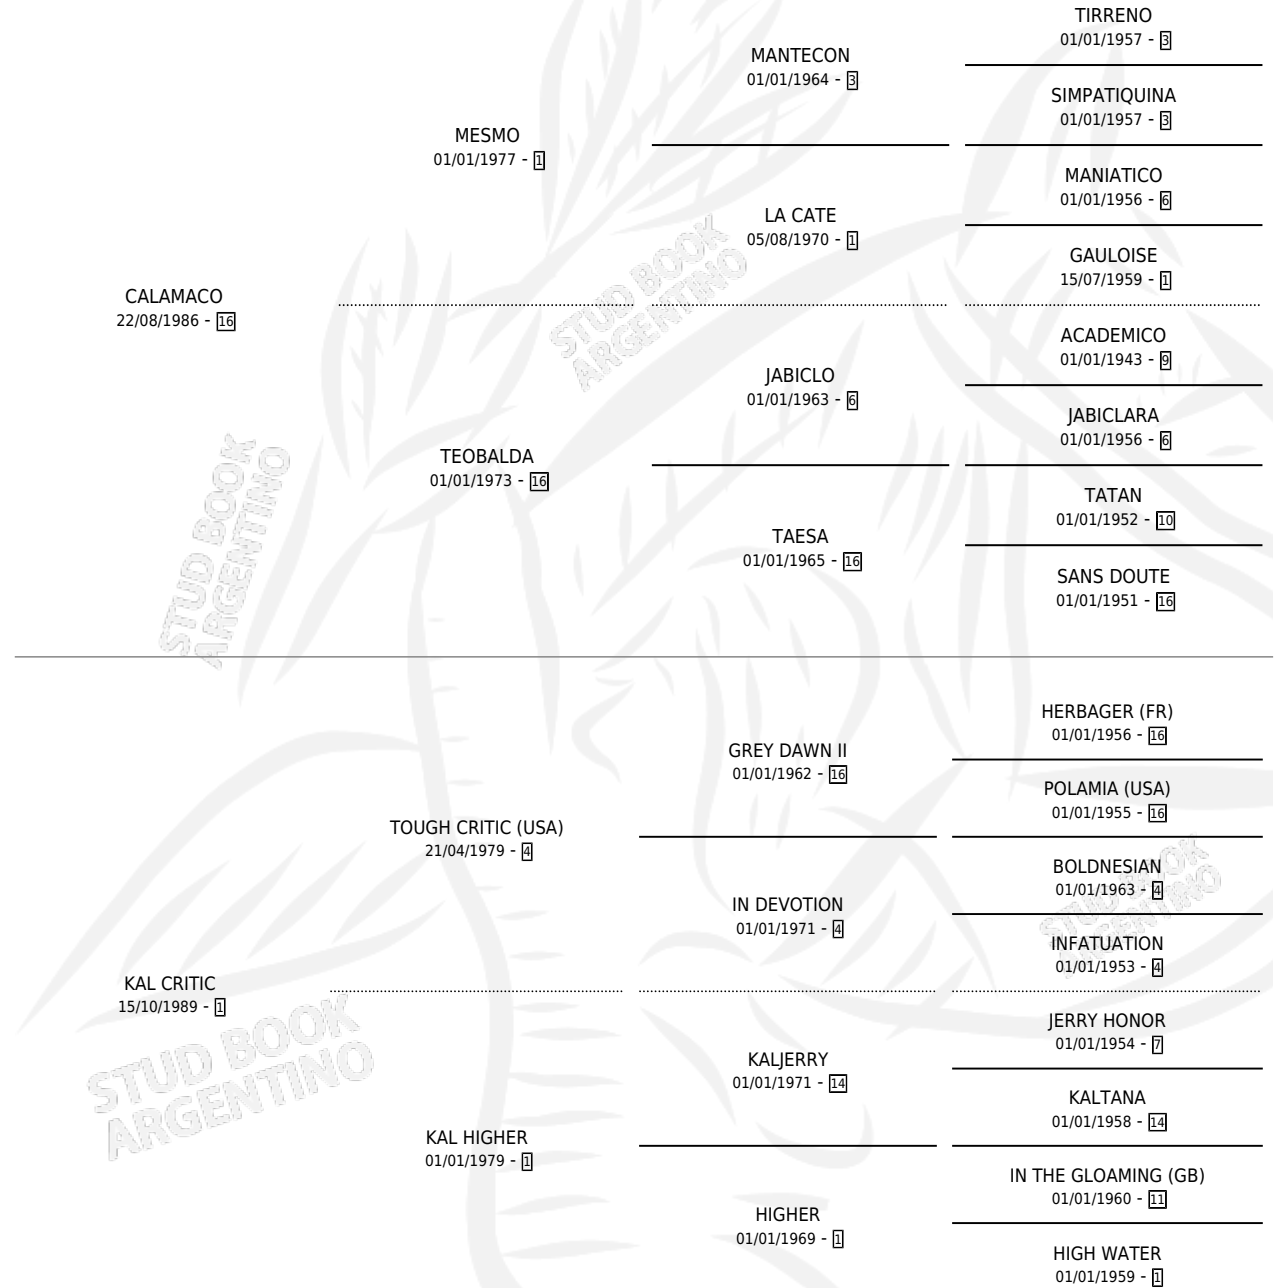 TIRRENO
01/01/1957 - 3
MANTECON
01/01/1964 - 3
SIMPATIQUINA
01/01/1957 - 3
MESMO
01/01/1977 - 1
MANIATICO
01/01/1956 - 6
LA CATE
05/08/1970 - 1
GAULOISE
15/07/1959 - 1
CALAMACO
22/08/1986 - 16
STUD BOOK
ARGENTINO
ACADEMICO
01/01/1943 - 9
JABICLO
01/01/1963 - 6
JABICLARA
01/01/1956 - 6
TEOBALDA
01/01/1973 - 16
TATAN
01/01/1952 - 10
TAESA
01/01/1965 - 16
SANS DOUTE
01/01/1951 - 16
STUD BOOK
ARGENTINO
HERBAGER (FR)
01/01/1956 - 16
GREY DAWN II
01/01/1962 - 16
POLAMIA (USA)
01/01/1955 - 16
TOUGH CRITIC (USA)
21/04/1979 - 4
BOLDNESIAN
01/01/1963 - 4
IN DEVOTION
01/01/1971 - 4
INFATUATION
01/01/1953 - 4
STUD BOOK
ARGENTINO
KAL CRITIC
15/10/1989 - 1
JERRY HONOR
01/01/1954 - 7
KALJERRY
01/01/1971 - 14
KALTANA
01/01/1958 - 14
STUD BOOK
ARGENTINO
KAL HIGHER
01/01/1979 - 1
IN THE GLOAMING (GB)
01/01/1960 - 11
HIGHER
01/01/1969 - 1
HIGH WATER
01/01/1959 - 1